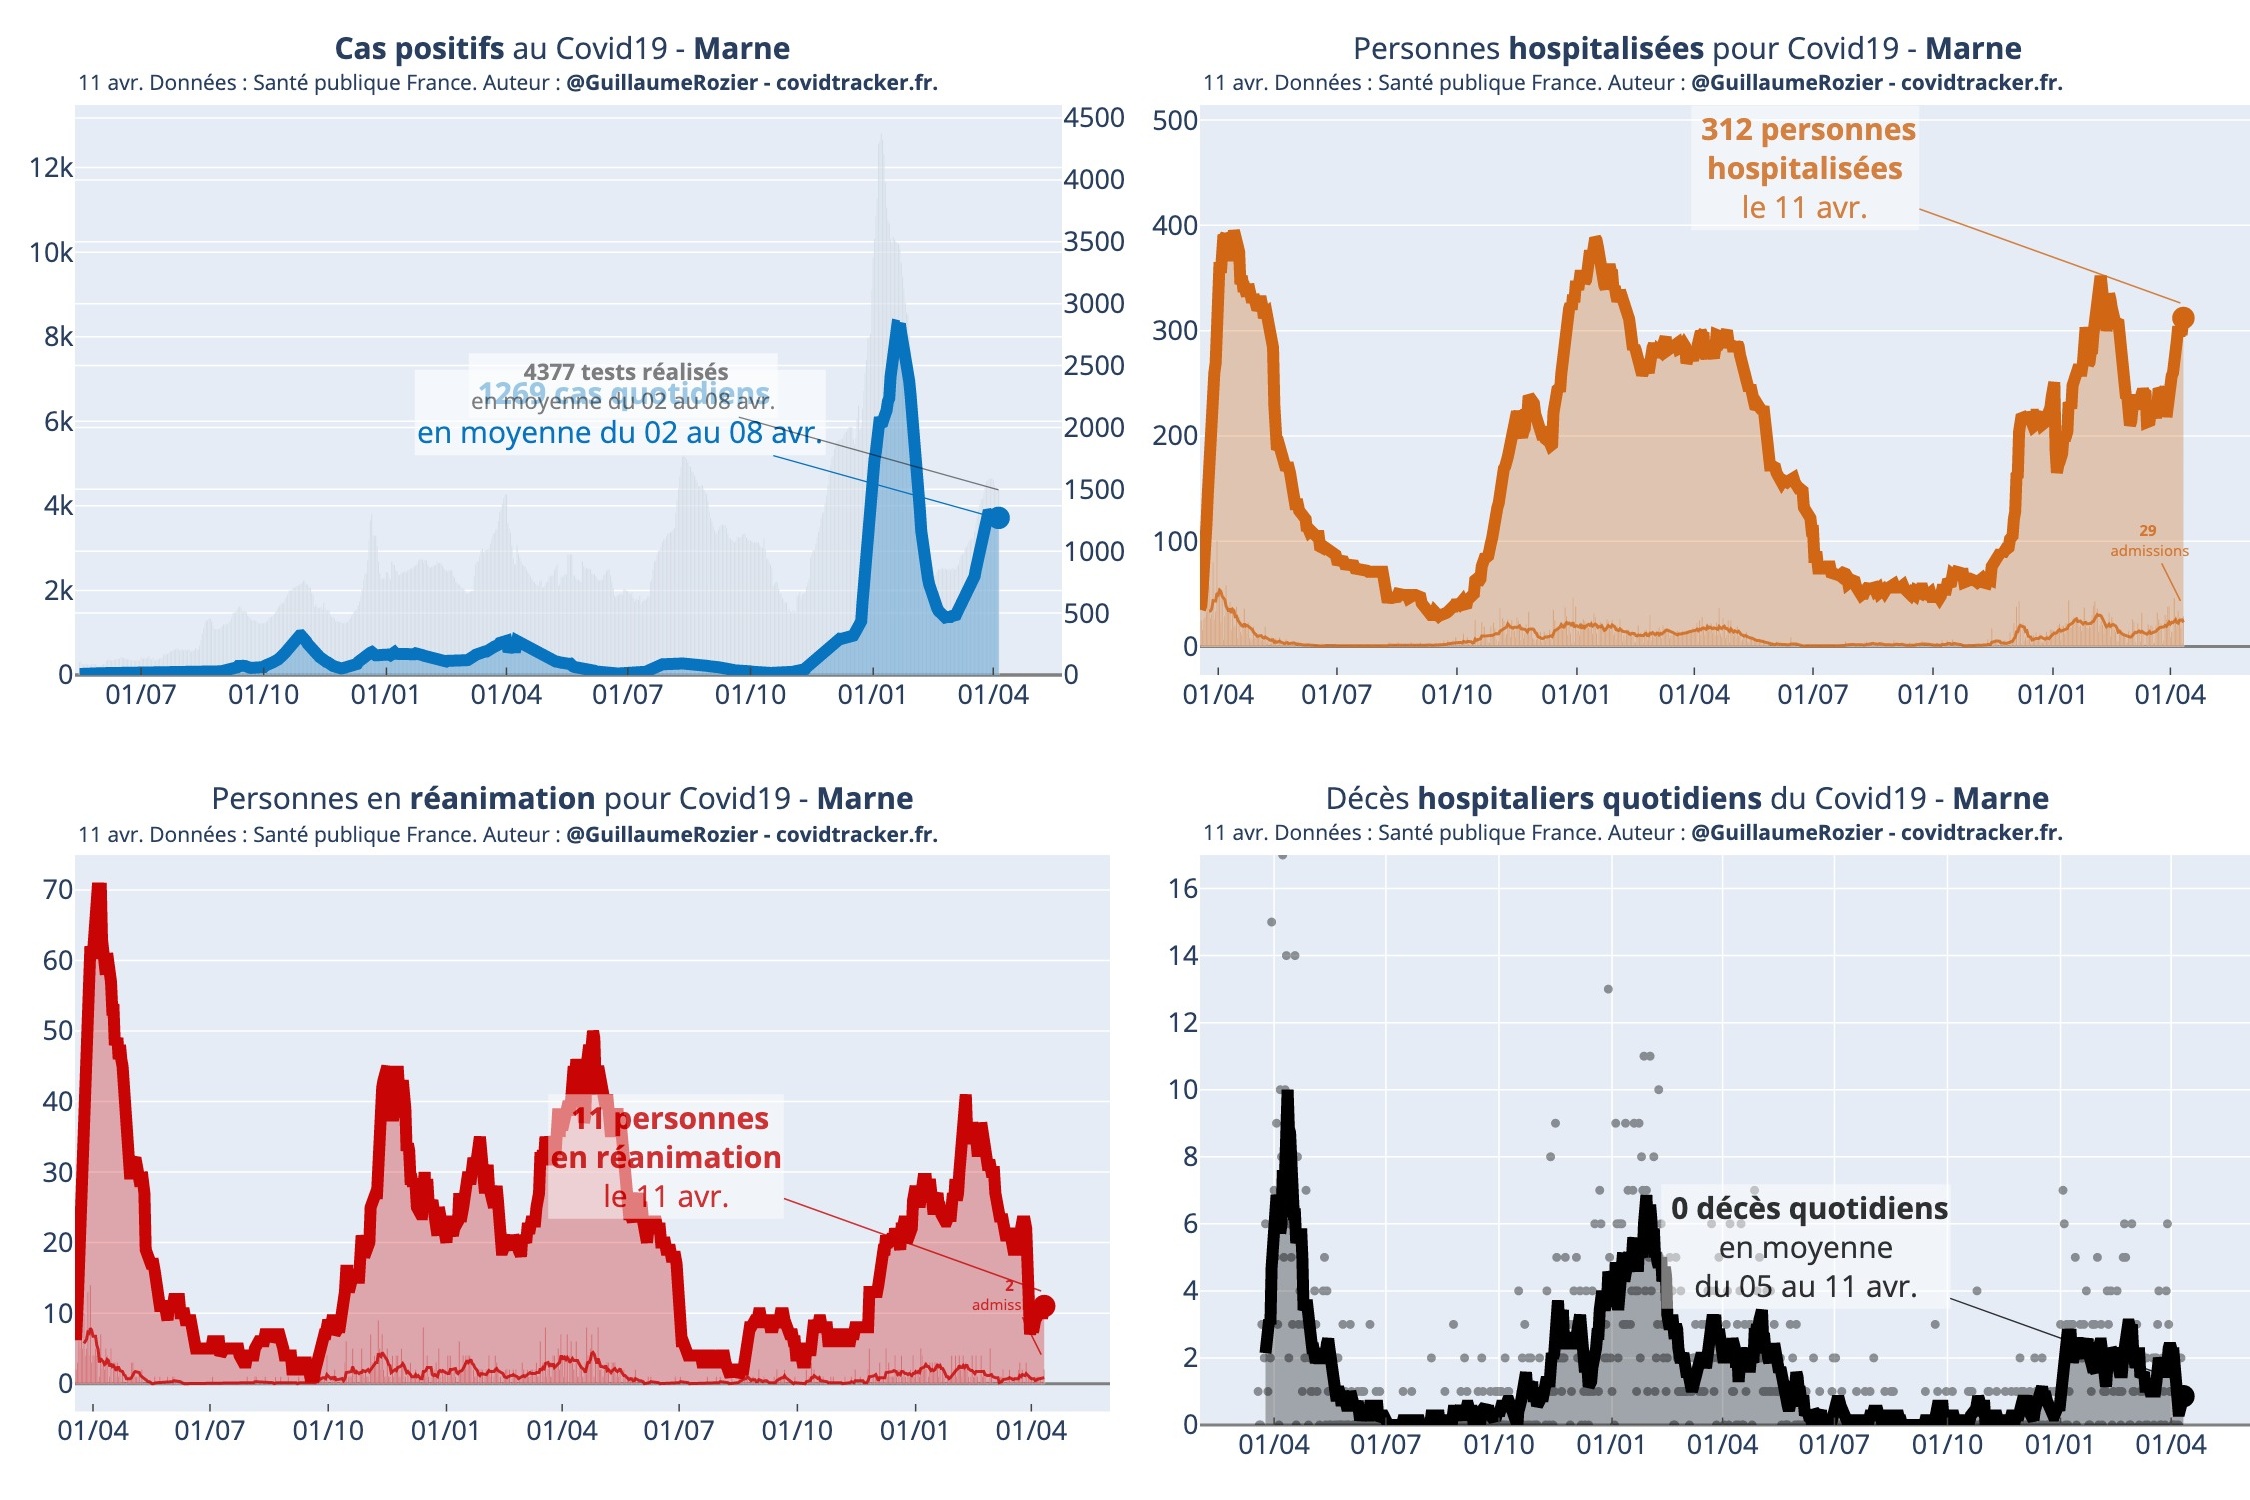 Cas positifs au Covid19 - Marne
11 avr. Données : Santé publique France. Auteur : @GuillaumeRozier - covidtracker.fr.
12k
10k
8k
6k
4k
2k
0
4500
4000
3500
3000
2500
2000
1500
1000
500
0
4377 tests réalisés
en moyenne du 02 au 08 avr.
1269 cas quotidiens
en moyenne du 02 au 08 avr.
01/07 01/10 01/01 01/04 01/07 01/10 01/01 01/04
Personnes hospitalisées pour Covid19 - Marne
11 avr. Données : Santé publique France. Auteur : @GuillaumeRozier - covidtracker.fr.
500
400
300
200
100
0
312 personnes
hospitalisées
le 11 avr.
29
admissions
01/04 01/07 01/10 01/01 01/04 01/07 01/10 01/01 01/04
Personnes en réanimation pour Covid19 - Marne
11 avr. Données : Santé publique France. Auteur : @GuillaumeRozier - covidtracker.fr.
70
60
50
40
30
20
10
0
11 personnes
en réanimation
le 11 avr.
2
admiss
01/04 01/07 01/10 01/01 01/04 01/07 01/10 01/01 01/04
Décès hospitaliers quotidiens du Covid19 - Marne
11 avr. Données : Santé publique France. Auteur : @GuillaumeRozier - covidtracker.fr.
16
14
12
10
8
6
4
2
0
0 décès quotidiens
en moyenne
du 05 au 11 avr.
01/04 01/07 01/10 01/01 01/04 01/07 01/10 01/01 01/04